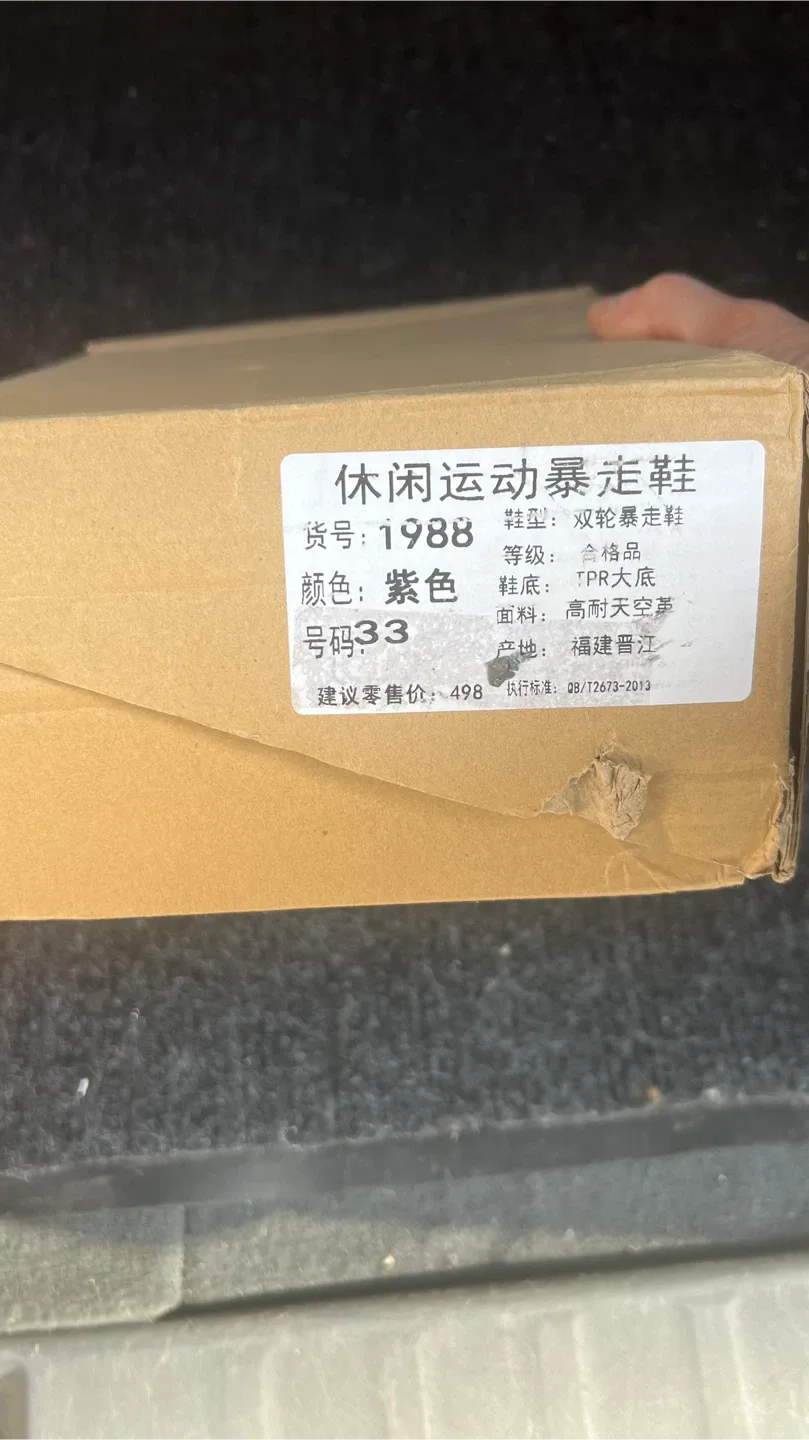 休闲运动暴走鞋
货号：1988
颜色：紫色
号码：33
建议零售价：498
鞋型：双轮暴走鞋
等级：合格品
鞋底：TPR大底
面料：高耐天空革
产地：福建晋江
执行标准：QB/T2673-2013